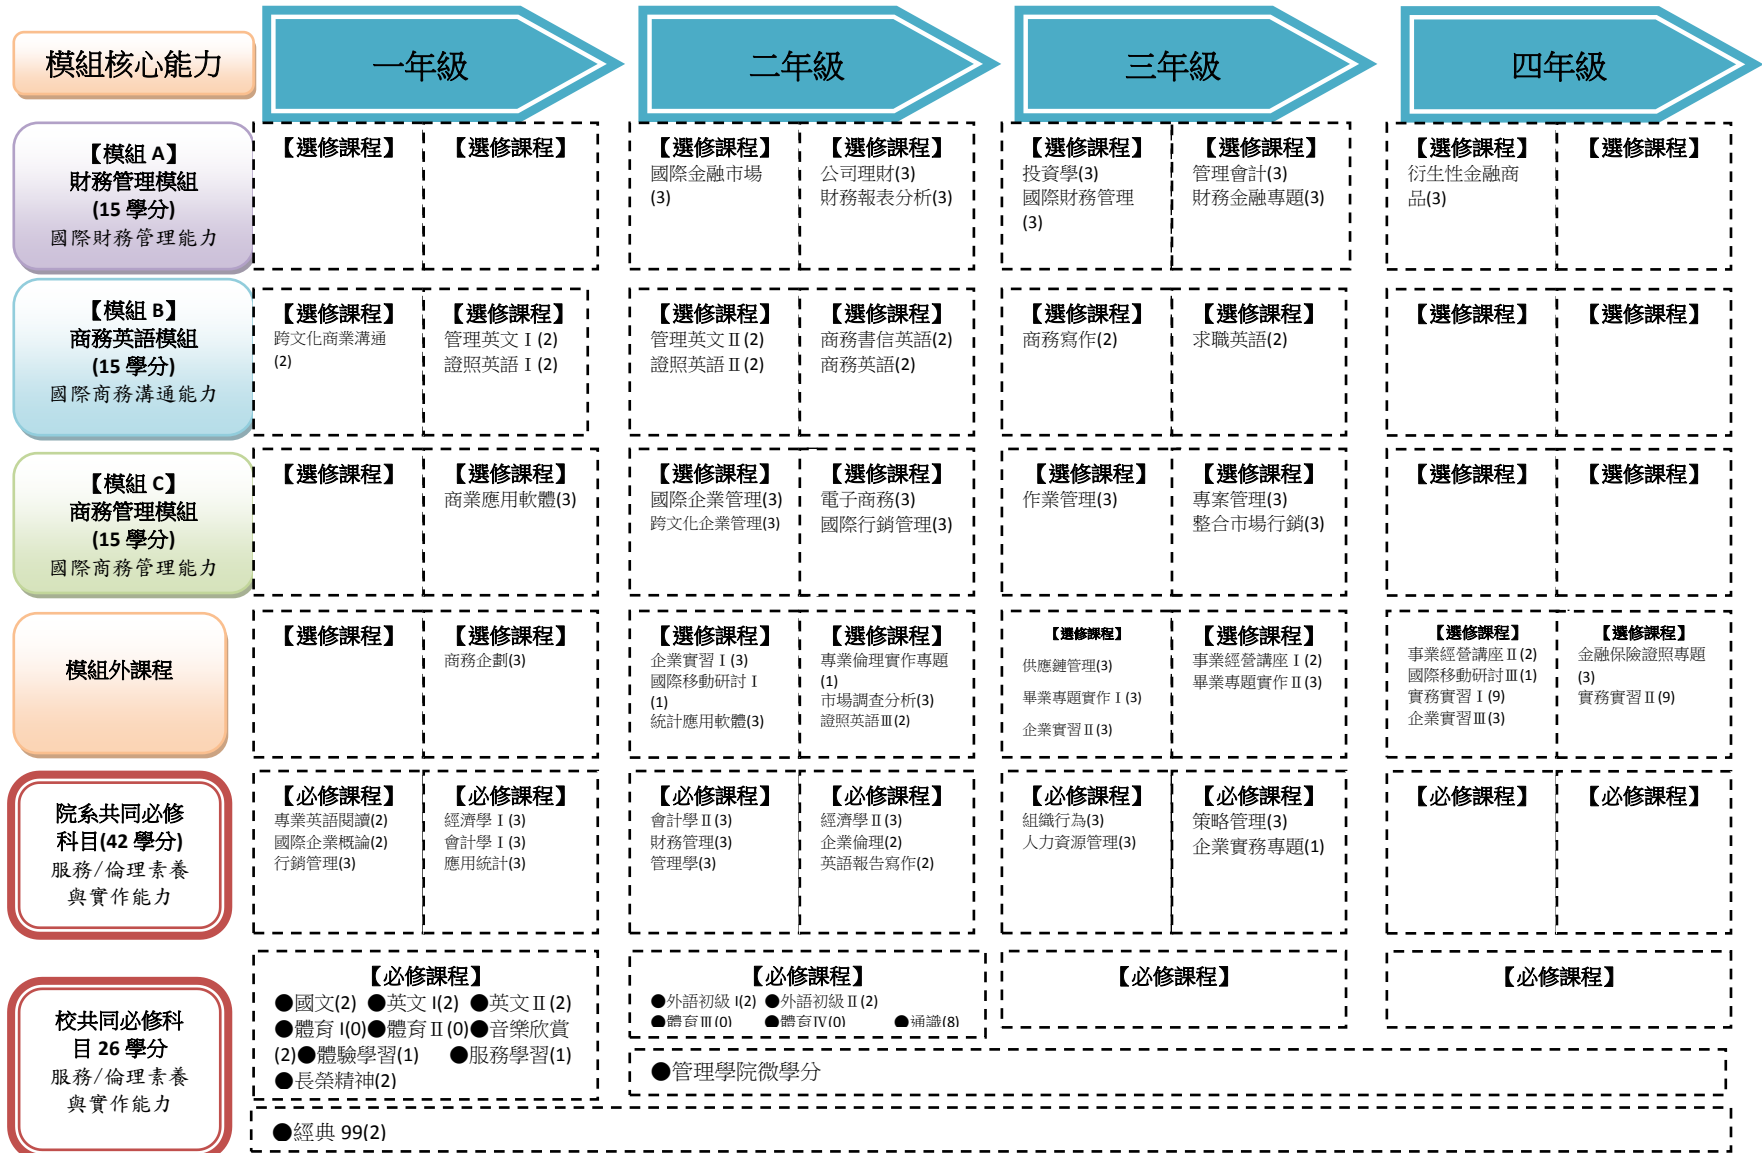 模組核心能力
一年級
二年級
三年級
四年級
【模組 A】
財務管理模組
(15 學分)
國際財務管理能力
【選修課程】
【選修課程】
【選修課程】
國際金融市場
(3)
【選修課程】
公司理財(3)
財務報表分析(3)
【選修課程】
投資學(3)
國際財務管理
(3)
【選修課程】
管理會計(3)
財務金融專題(3)
【選修課程】
衍生性金融商
品(3)
【選修課程】
【模組 B】
商務英語模組
(15 學分)
國際商務溝通能力
【選修課程】
跨文化商業溝通
(2)
【選修課程】
管理英文Ⅰ(2)
證照英語Ⅰ(2)
【選修課程】
管理英文Ⅱ(2)
證照英語Ⅱ(2)
【選修課程】
商務書信英語(2)
商務英語(2)
【選修課程】
商務寫作(2)
【選修課程】
求職英語(2)
【選修課程】
【選修課程】
【模組 C】
商務管理模組
(15 學分)
國際商務管理能力
【選修課程】
【選修課程】
商業應用軟體(3)
【選修課程】
國際企業管理(3)
跨文化企業管理(3)
【選修課程】
電子商務(3)
國際行銷管理(3)
【選修課程】
作業管理(3)
【選修課程】
專案管理(3)
整合市場行銷(3)
【選修課程】
【選修課程】
模組外課程
【選修課程】
【選修課程】
商務企劃(3)
【選修課程】
企業實習Ⅰ(3)
國際移動研討Ⅰ
(1)
統計應用軟體(3)
【選修課程】
專業倫理實作專題
(1)
市場調查分析(3)
證照英語Ⅲ(2)
【選修課程】
供應鏈管理(3)
畢業專題實作Ⅰ(3)
企業實習Ⅱ(3)
【選修課程】
事業經營講座Ⅰ(2)
畢業專題實作Ⅱ(3)
【選修課程】
事業經營講座Ⅱ(2)
國際移動研討Ⅲ(1)
實務實習Ⅰ(9)
企業實習Ⅲ(3)
【選修課程】
金融保險證照專題
(3)
實務實習Ⅱ(9)
院系共同必修
科目(42 學分)
服務/倫理素養
與實作能力
【必修課程】
專業英語閱讀(2)
國際企業概論(2)
行銷管理(3)
【必修課程】
經濟學Ⅰ(3)
會計學Ⅰ(3)
應用統計(3)
【必修課程】
會計學Ⅱ(3)
財務管理(3)
管理學(3)
【必修課程】
經濟學Ⅱ(3)
企業倫理(2)
英語報告寫作(2)
【必修課程】
組織行為(3)
人力資源管理(3)
【必修課程】
策略管理(3)
企業實務專題(1)
【必修課程】
【必修課程】
校共同必修科
目 26 學分
服務/倫理素養
與實作能力
【必修課程】
●國文(2) ●英文 I(2) ●英文Ⅱ(2)
●體育 I(0)●體育Ⅱ(0)●音樂欣賞
(2)●體驗學習(1) ●服務學習(1)
●長榮精神(2)
【必修課程】
●外語初級 I(2) ●外語初級Ⅱ(2)
●體育Ⅲ(0) ●體育Ⅳ(0) ●通識(8)
【必修課程】
【必修課程】
●管理學院微學分
●經典 99(2)